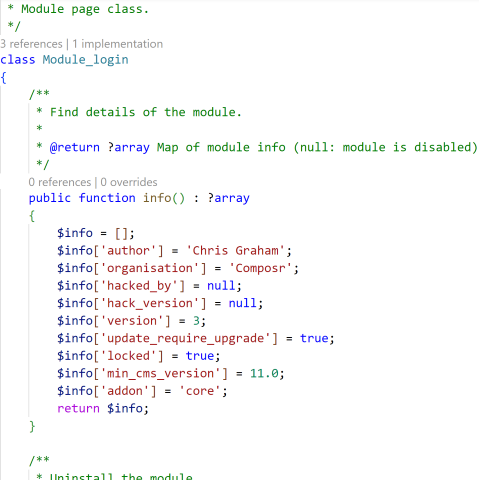 * Module page class.
 */
3 references | 1 implementation
class Module_login
{
    /**
     * Find details of the module.
     *
     * @return ?array Map of module info (null: module is disabled)
     */
    0 references | 0 overrides
    public function info() : ?array
    {
        $info = [];
        $info['author'] = 'Chris Graham';
        $info['organisation'] = 'Composr';
        $info['hacked_by'] = null;
        $info['hack_version'] = null;
        $info['version'] = 3;
        $info['update_require_upgrade'] = true;
        $info['locked'] = true;
        $info['min_cms_version'] = 11.0;
        $info['addon'] = 'core';
        return $info;
    }

    /**
     * Uninstall the module